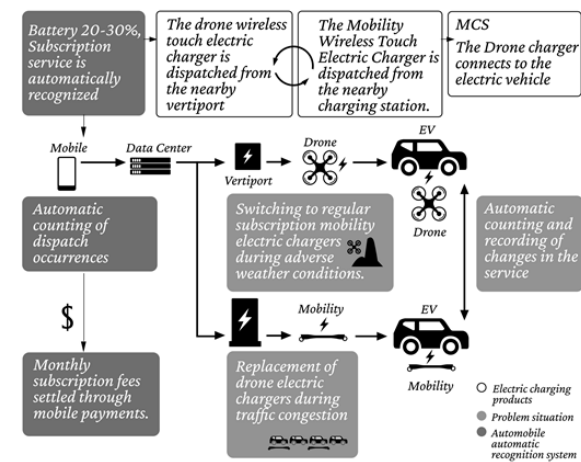 Battery 20-30%,
Subscription
service is
automatically
recognized
The drone wireless
touch electric
charger is
dispatched from
the nearby
vertiport
The Mobility
Wireless Touch
Electric Charger is
dispatched from
the nearby
charging station.
MCS
The Drone charger
connects to the
electric vehicle
Mobile
Data Center
Vertiport
Drone
EV
Drone
Automatic
counting of
dispatch
occurrences
Switching to regular
subscription mobility
electric chargers
during adverse
weather conditions.
Automatic
counting and
recording of
changes in the
service
$
Mobility
EV
Mobility
Monthly
subscription fees
settled through
mobile payments.
Replacement of
drone electric
chargers during
traffic congestion
Electric charging
products
Problem situation
Automobile
automatic
recognition system